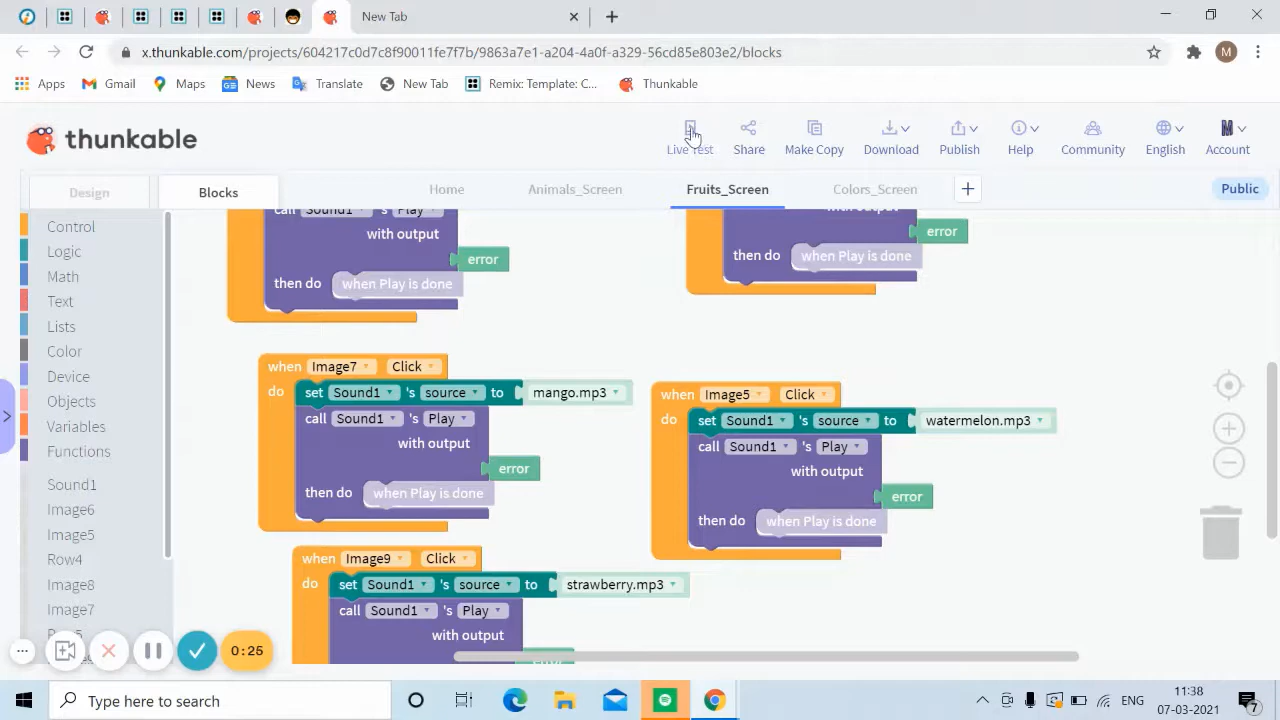 New Tab
x.thunkable.com/projects/604217c0d7c8f90011fe7f7b/9863a7e1-a204-4a0f-a329-56cd85e803e2/blocks
M
Apps Gmail Maps News Translate New Tab Remix: Template: C... Thunkable
thunkable
Live Test Share Make Copy Download Publish Help Community English Account
Design Blocks Home Animals_Screen Fruits_Screen Colors_Screen + Public
Control
Logic
Math
Text
Lists
Color
Device
Objects
Variables
Functions
Sound1
Image6
Image5
Row4
Image8
Image7
call Sound1 's Play
with output
error
then do when Play is done
with output
error
then do when Play is done
when Image7 Click
do set Sound1 's source to mango.mp3
call Sound1 's Play
with output
error
then do when Play is done
when Image5 Click
do set Sound1 's source to watermelon.mp3
call Sound1 's Play
with output
error
then do when Play is done
when Image9 Click
do set Sound1 's source to strawberry.mp3
call Sound1 's Play
with output
0:25
Type here to search
ENG
11:38
07-03-2021
7